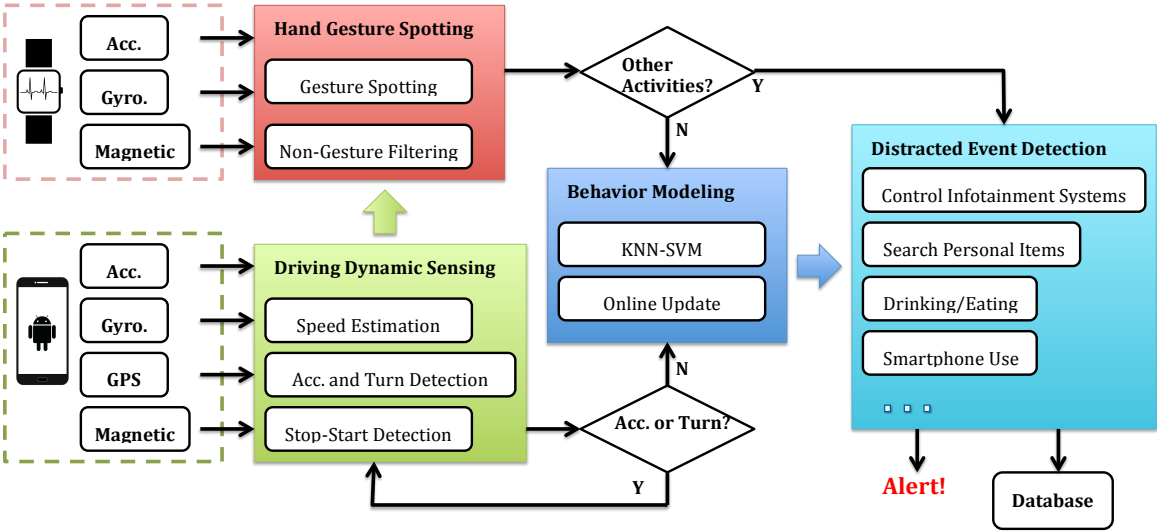 Acc.
Gyro.
Magnetic
Hand Gesture Spotting
Gesture Spotting
Non-Gesture Filtering
Other
Activities?
Y
N
Acc.
Gyro.
GPS
Magnetic
Driving Dynamic Sensing
Speed Estimation
Acc. and Turn Detection
Stop-Start Detection
Behavior Modeling
KNN-SVM
Online Update
N
Acc. or Turn?
Y
Distracted Event Detection
Control Infotainment Systems
Search Personal Items
Drinking/Eating
Smartphone Use
. . .
Alert!
Database